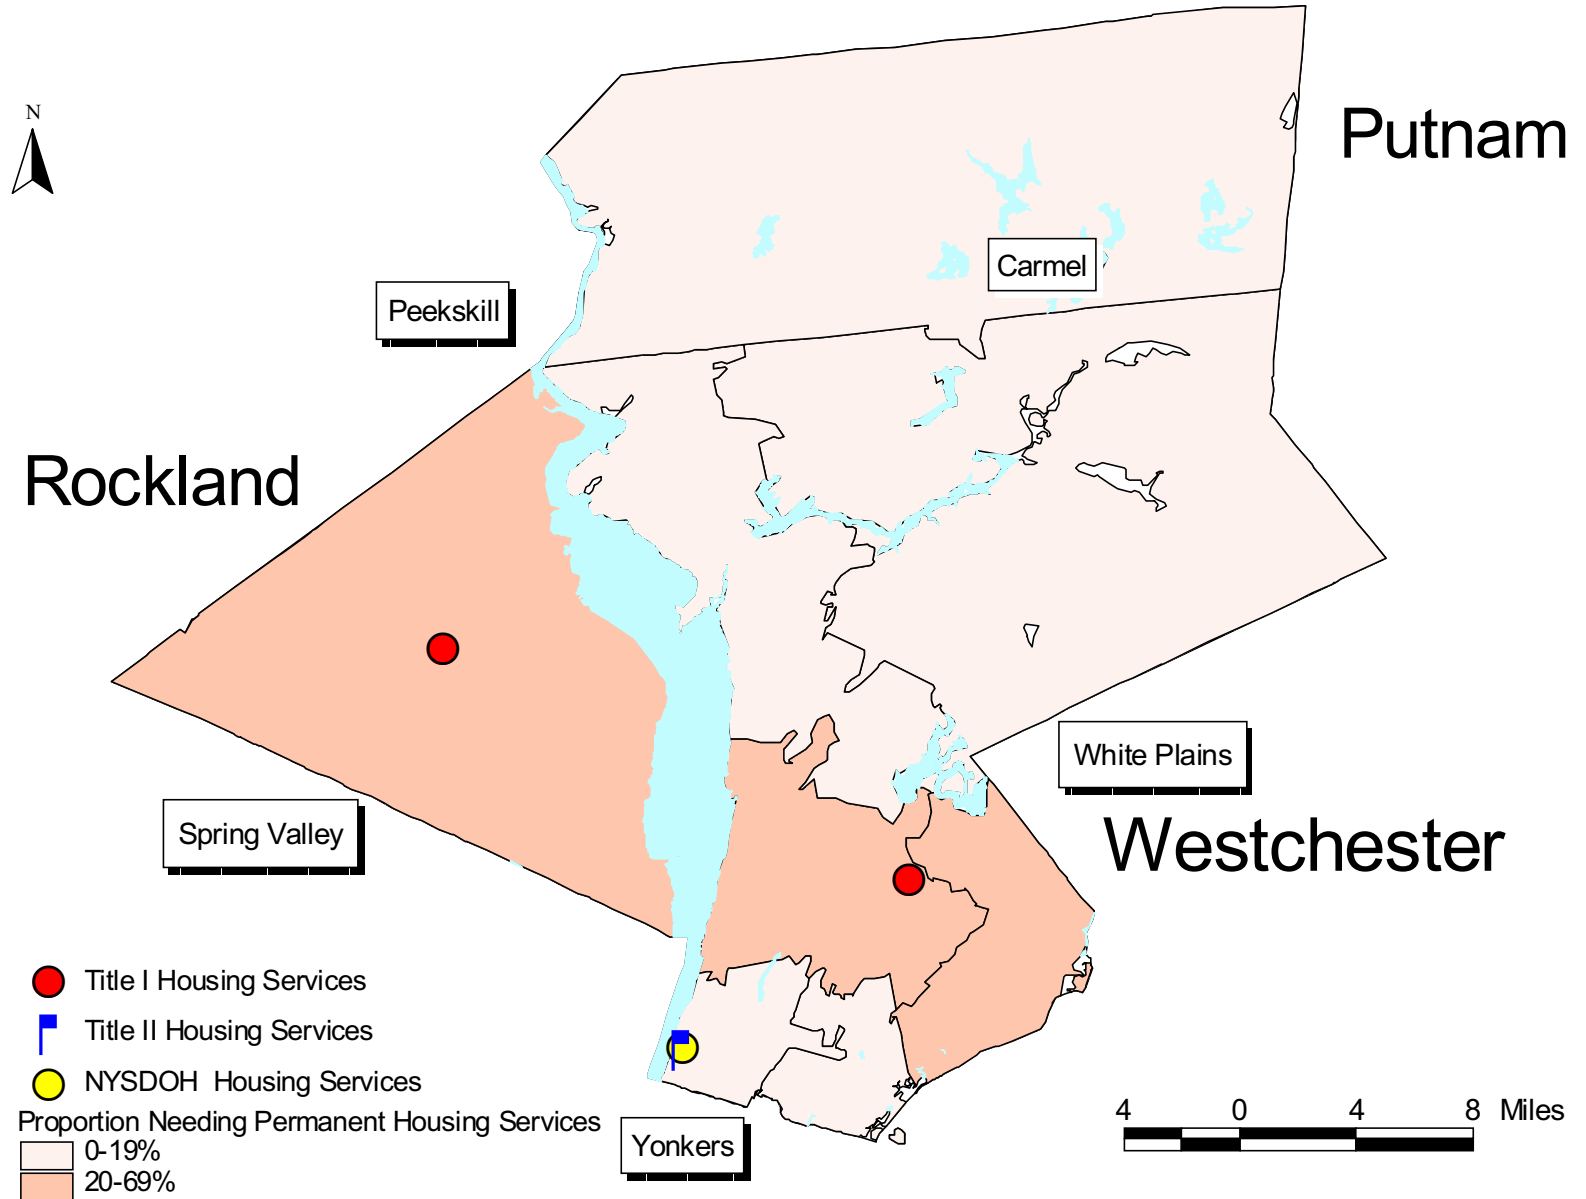 N
Putnam
Carmel
Peekskill
Rockland
White Plains
Spring Valley
Westchester
Title I Housing Services
Title II Housing Services
NYSDOH  Housing Services
Proportion Needing Permanent Housing Services
0-19%
20-69%
Yonkers
4 0 4 8 Miles